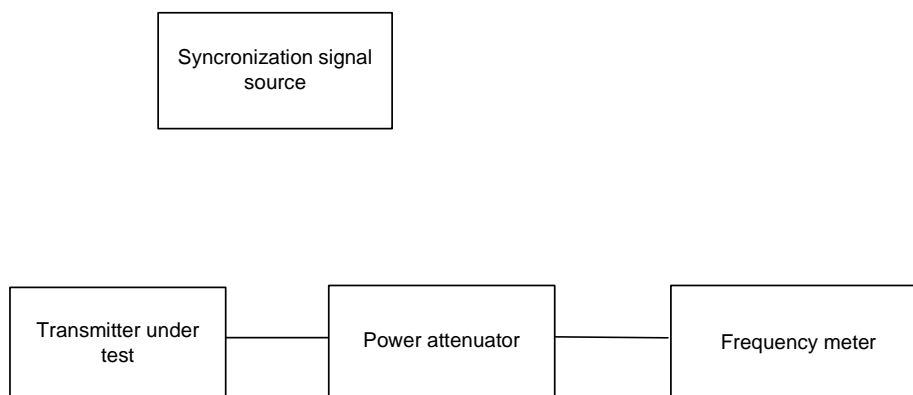 Syncronization signal
source
Transmitter under
test
Power attenuator
Frequency meter